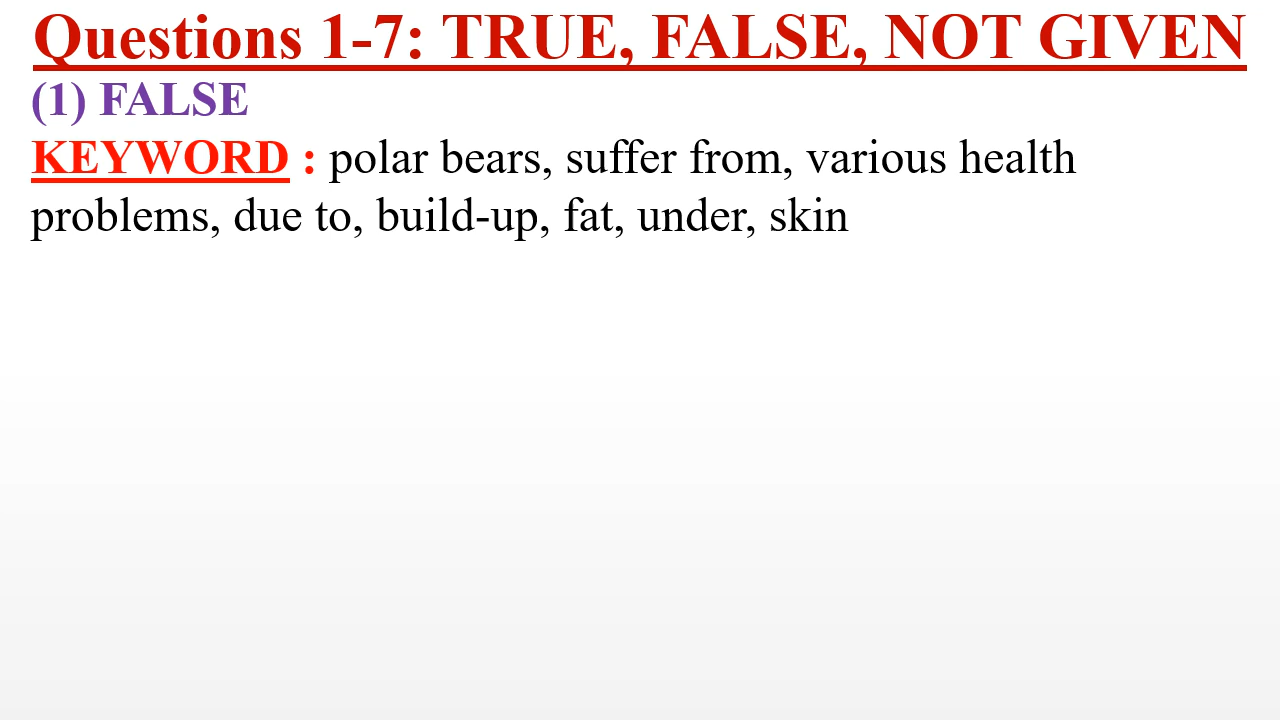 Questions 1-7: TRUE, FALSE, NOT GIVEN
(1) FALSE
KEYWORD : polar bears, suffer from, various health
problems, due to, build-up, fat, under, skin